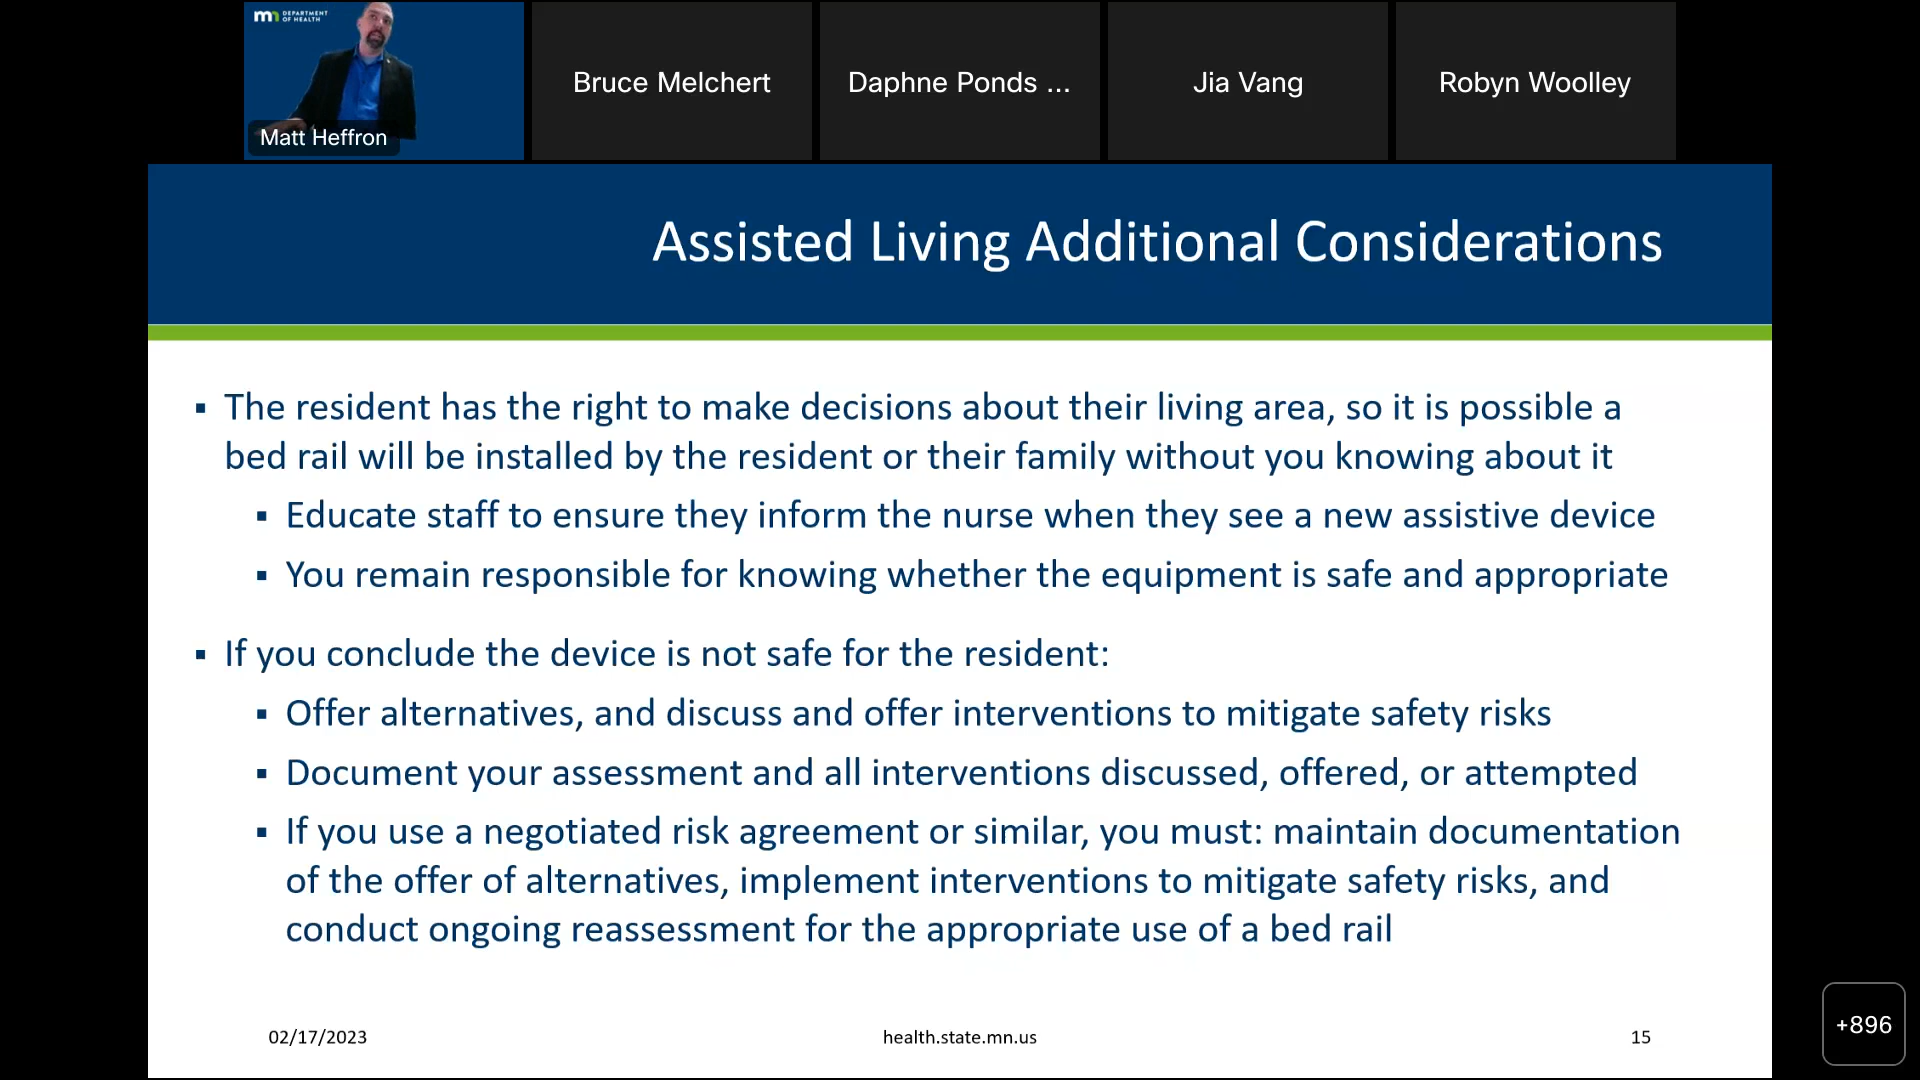 mn DEPARTMENT
OF HEALTH
Matt Heffron
Bruce Melchert
Daphne Ponds ...
Jia Vang
Robyn Woolley
Assisted Living Additional Considerations
▪ The resident has the right to make decisions about their living area, so it is possible a
bed rail will be installed by the resident or their family without you knowing about it
▪ Educate staff to ensure they inform the nurse when they see a new assistive device
▪ You remain responsible for knowing whether the equipment is safe and appropriate
▪ If you conclude the device is not safe for the resident:
▪ Offer alternatives, and discuss and offer interventions to mitigate safety risks
▪ Document your assessment and all interventions discussed, offered, or attempted
▪ If you use a negotiated risk agreement or similar, you must: maintain documentation
of the offer of alternatives, implement interventions to mitigate safety risks, and
conduct ongoing reassessment for the appropriate use of a bed rail
02/17/2023
health.state.mn.us
15
+896